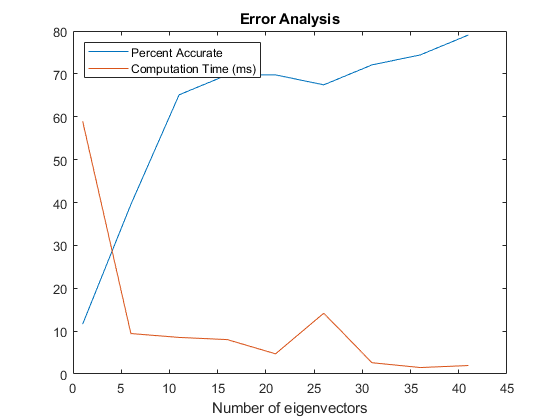 Error Analysis
80
70
60
50
40
30
20
10
0
Percent Accurate
Computation Time (ms)
0 5 10 15 20 25 30 35 40 45
Number of eigenvectors